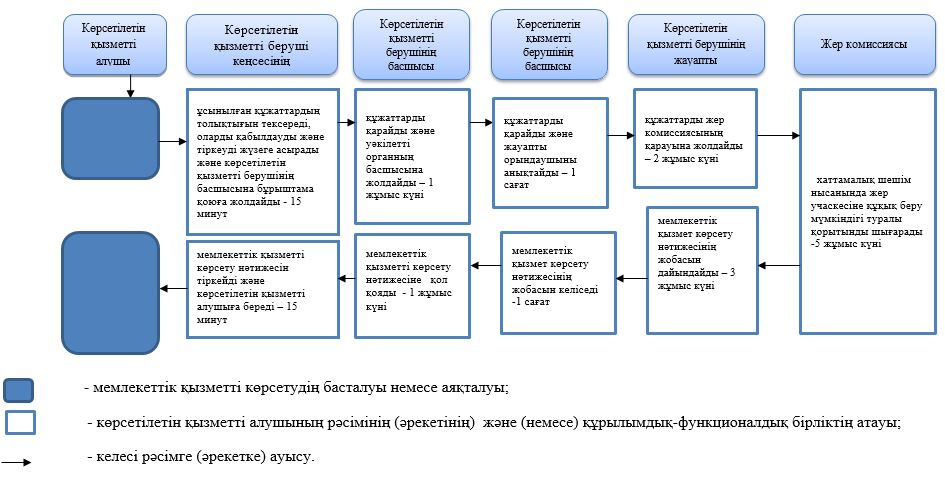 Көрсетілетін
қызметті
алушы
Көрсетілетін
қызметті беруші
кеңсесінің
Көрсетілетін
қызметті
берушінің
басшысы
Көрсетілетін
қызметті
берушінің
басшысы
Көрсетілетін
қызметті берушінің
жауапты
Жер комиссиясы
ұсынылған құжаттардың
толықтығын тексереді,
оларды қабылдауды және
тіркеуді жүзеге асырады
және көрсетілетін
қызметті берушінің
басшысына бұрыштама
қоюға жолдайды - 15
минут
құжаттарды
қарайды және
уәкілетті
органның
басшысына
жолдайды – 1
жұмыс күні
құжаттарды
қарайды және
жауапты
орындаушыны
анықтайды – 1
сағат
құжаттарды жер
комиссиясының
қарауына жолдайды
– 2 жұмыс күні
хаттамалық шешім
нысанында жер
учаскесіне құқық беру
мүмкіндігі туралы
қорытынды шығарады
-5 жұмыс күні
мемлекеттік қызметті
көрсету нәтижесін
тіркейді және
көрсетілетін қызметті
алушыға береді – 15
минут
мемлекеттік
қызметті көрсету
нәтижесіне қол
қояды - 1 жұмыс
күні
мемлекеттік
қызмет көрсету
нәтижесінің
жобасын келіседі
-1 сағат
мемлекеттік
қызмет көрсету
нәтижесінің
жобасын
дайындайды – 3
жұмыс күні
- мемлекеттік қызметті көрсетудің басталуы немесе аяқталуы;
- көрсетілетін қызметті алушының рәсімінің (әрекетінің) және (немесе) құрылымдық-функционалдық бірліктің атауы;
- келесі рәсімге (әрекетке) ауысу.